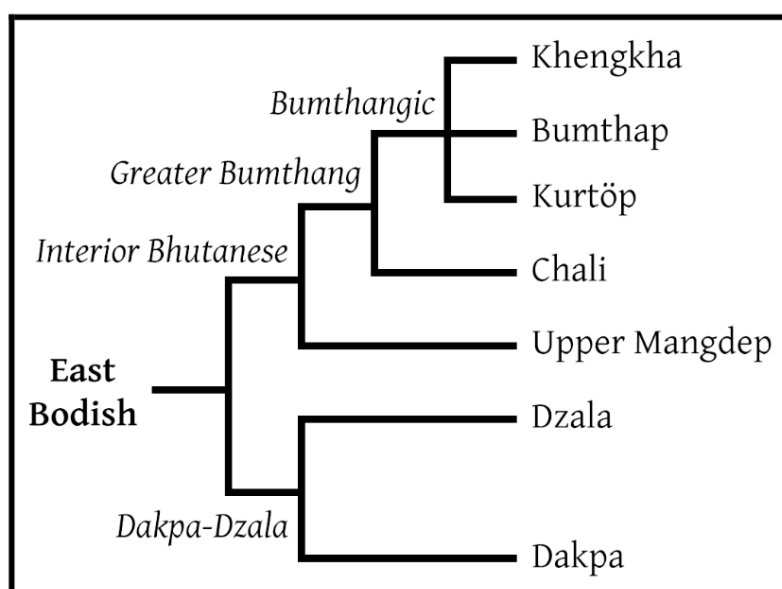 Khengkha
Bumthangic
Bumthap
Greater Bumthang
Kurtöp
Interior Bhutanese
Chali
Upper Mangdep
East
Bodish
Dzala
Dakpa-Dzala
Dakpa